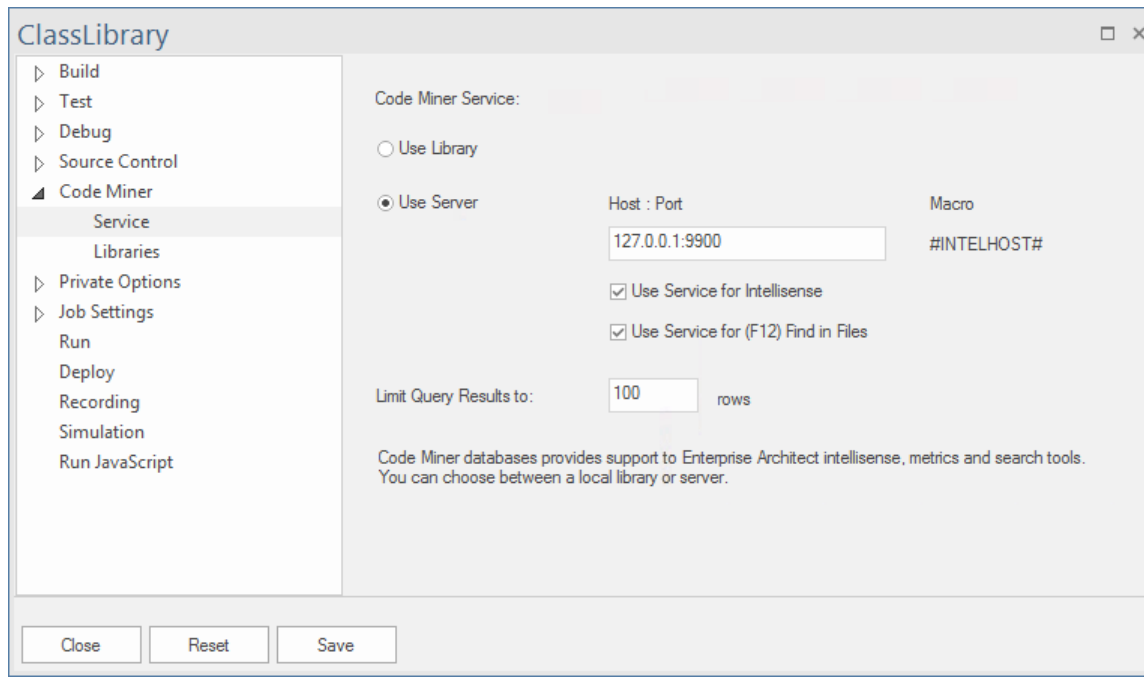 ClassLibrary
Build
Test
Debug
Source Control
Code Miner
Service
Libraries
Private Options
Job Settings
Run
Deploy
Recording
Simulation
Run JavaScript
Code Miner Service:
Use Library
Use Server
Host : Port
Macro
127.0.0.1:9900
#INTELHOST#
Use Service for Intellisense
Use Service for (F12) Find in Files
Limit Query Results to:
100
rows
Code Miner databases provides support to Enterprise Architect intellisense, metrics and search tools.
You can choose between a local library or server.
Close
Reset
Save